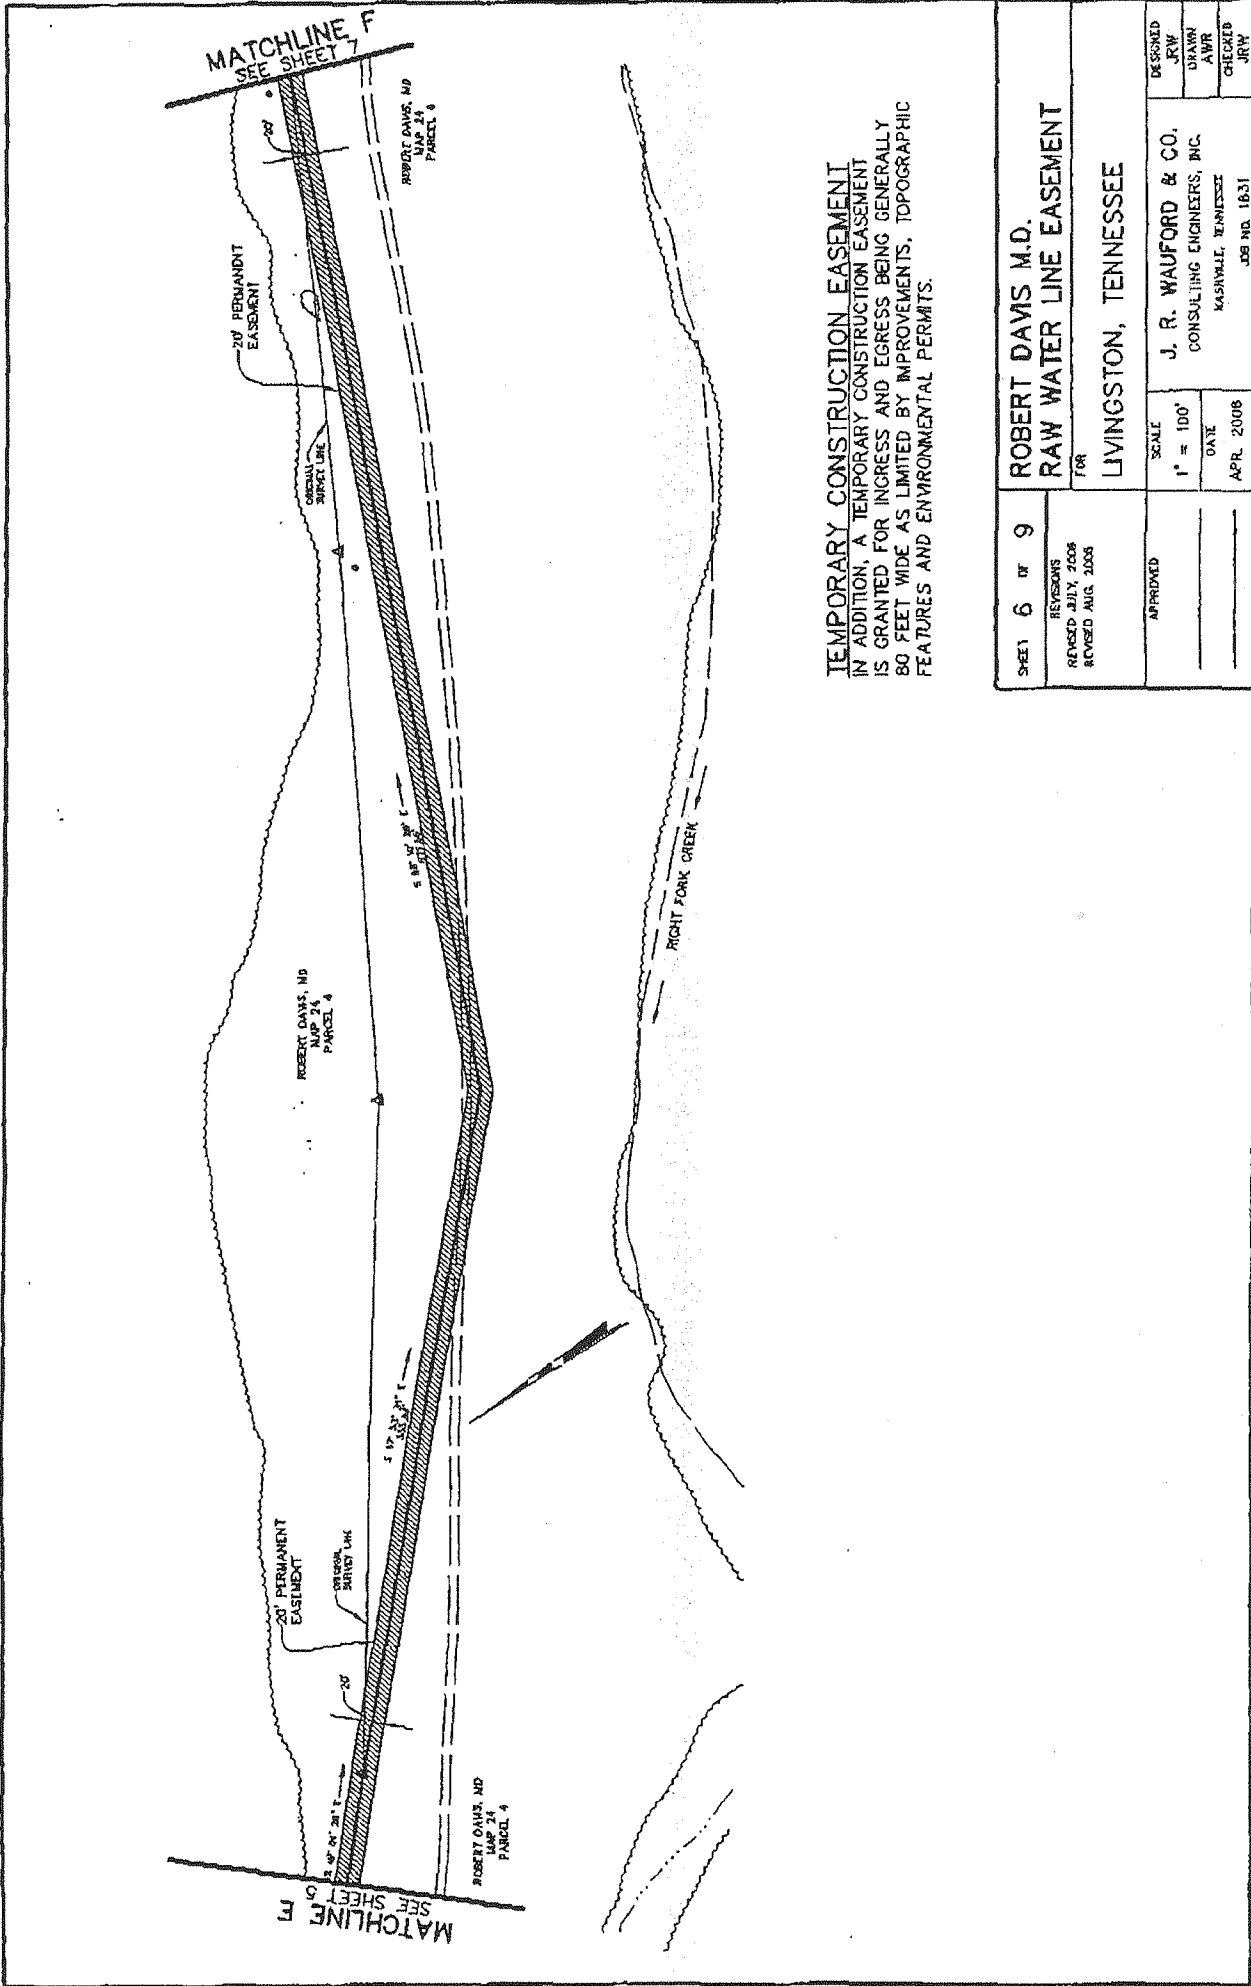 MATCHLINE F
SEE SHEET 7
20'
ROBERT DAVIS, MD
MAP 24
PARCEL 4
20' PERMANENT
EASEMENT
ORIGINAL
SURVEY LINE
ROBERT DAVIS, MD
MAP 24
PARCEL 4
20' PERMANENT
EASEMENT
ORIGINAL
SURVEY LINE
20'
ROBERT DAVIS, MD
MAP 24
PARCEL 4
MATCHLINE E
SEE SHEET 5
RIGHT FORK CREEK
TEMPORARY CONSTRUCTION EASEMENT
IN ADDITION, A TEMPORARY CONSTRUCTION EASEMENT
IS GRANTED FOR INGRESS AND EGRESS BEING GENERALLY
80 FEET WIDE AS LIMITED BY IMPROVEMENTS, TOPOGRAPHIC
FEATURES AND ENVIRONMENTAL PERMITS.
SHEET 6 OF 9
REVISIONS
REVISED JULY, 2008
REVISED AUG. 2008
APPROVED
ROBERT DAVIS M.D.
RAW WATER LINE EASEMENT
FOR
LIVINGSTON, TENNESSEE
SCALE
1" = 100'
DATE
APR. 2008
J. R. WAUFORD & CO.
CONSULTING ENGINEERS, INC.
NASHVILLE, TENNESSEE
JOB NO. 1631
DESIGNED
JRW
DRAWN
AWR
CHECKED
JRW